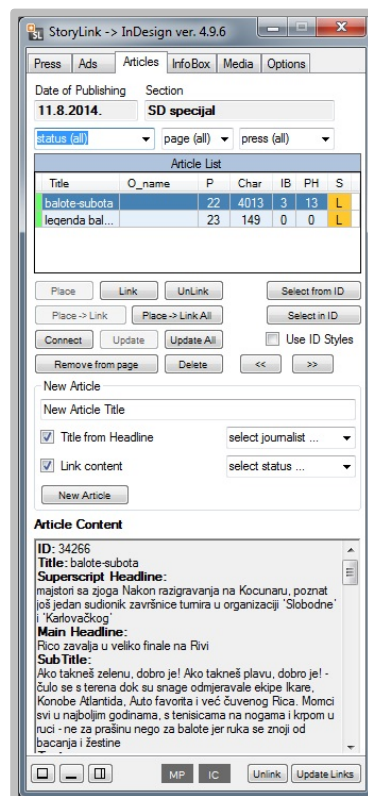 StoryLink -> InDesign ver. 4.9.6
Press Ads Articles InfoBox Media Options
Date of Publishing Section
11.8.2014. SD specijal
status (all) page (all) press (all)
Article List
Title O_name P Char IB PH S
balote-subota 22 4013 3 13 L
legenda bal... 23 149 0 0 L
Place Link UnLink Select from ID
Place -> Link Place -> Link All Select in ID
Connect Update Update All Use ID Styles
Remove from page Delete << >>
New Article
New Article Title
Title from Headline select journalist ...
Link content select status ...
New Article
Article Content
ID: 34266
Title: balote-subota
Superscript Headline:
majstori sa zjoga Nakon razigravanja na Kocunaru, poznat
još jedan sudionik završnice turnira u organizaciji 'Slobodne'
i 'Karlovačkog'
Main Headline:
Rico zavalja u veliko finale na Rivi
SubTitle:
Ako takneš zelenu, dobro je! Ako takneš plavu, dobro je! -
čulo se s terena dok su snage odmjeravale ekipe Ikare,
Konobe Atlantida, Auto favorita i već čuvenog Rica. Momci
svi u najboljim godinama, s tenisicama na nogama i krpom u
ruci - ne za prašinu nego za balote jer ruka se znoji od
bacanja i žestine
MP IC Unlink Update Links